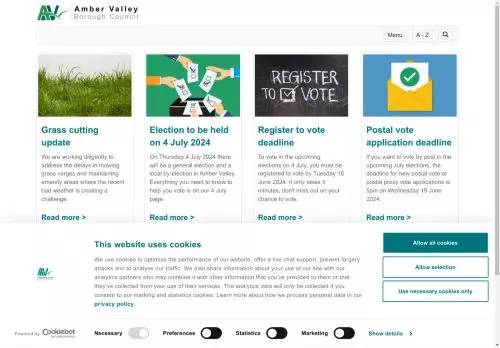 Amber Valley
Borough Council
Menu
A - Z
REGISTER
TO VOTE
Grass cutting
update
We are working diligently to
address the delays in mowing
grass verges and maintaining
amenity areas where the recent
bad weather is creating a
challenge.
Read more >
Election to be held
on 4 July 2024
On Thursday 4 July 2024 there
will be a general election and a
local by-election in Amber Valley.
Everything you need to know to
help you vote is on our 4 July
page.
Read more >
Register to vote
deadline
To vote in the upcoming
elections on 4 July, you must be
registered to vote by Tuesday 18
June 2024. If only takes 5
minutes, don't miss out on your
chance to vote.
Read more >
Postal vote
application deadline
If you want to vote by post in the
upcoming July elections, the
deadline for new postal vote or
postal proxy vote applications is
5pm on Wednesday 19 June
2024.
Read more >
This website uses cookies
We use cookies to optimise the performance of our website, offer a live chat support, prevent forgery
attacks and to analyse our traffic. We also share information about your use of our site with our
analytics partners who may combine it with other information that you've provided to them or that
they've collected from your use of their services. The analytics data will only be collected if you
consent to our marketing and statistics cookies. Learn more about how we process personal data in our
privacy policy.
Allow all cookies
Allow selection
Use necessary cookies only
Powered by Cookiebot
by Usercentrics
Necessary
Preferences
Statistics
Marketing
Show details >